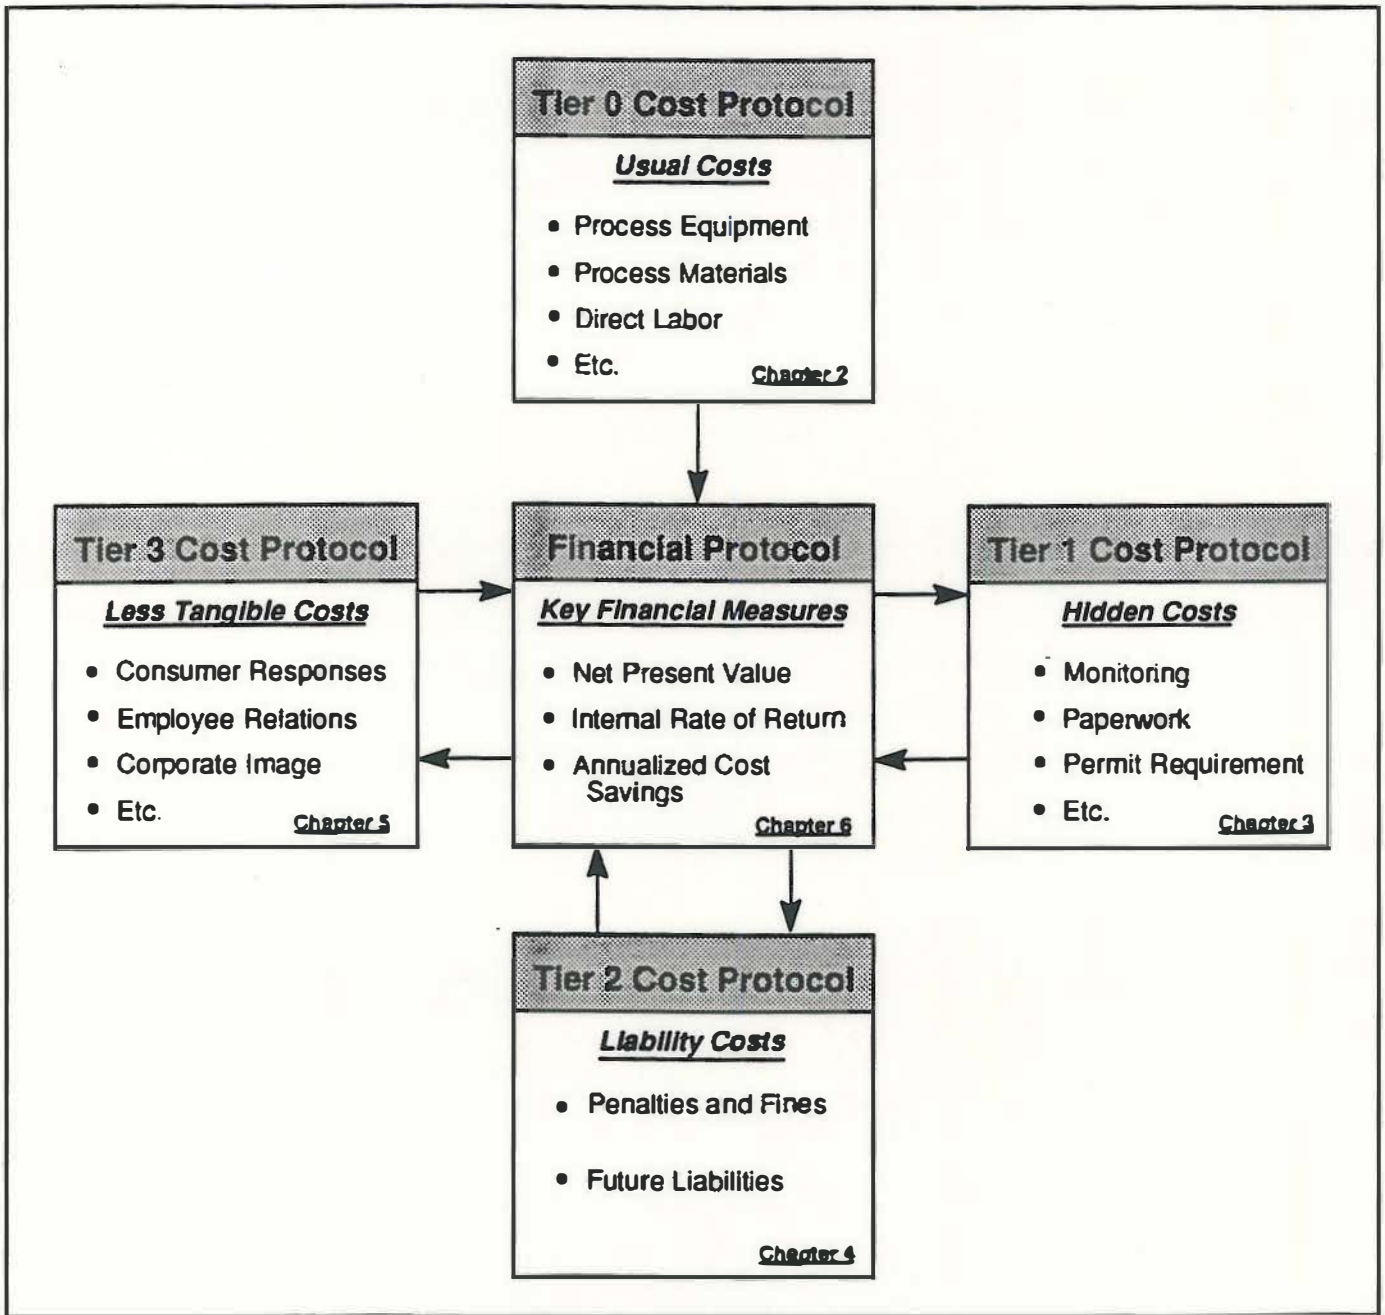 Tier 0 Cost Protocol
Usual Costs
• Process Equipment
• Process Materials
• Direct Labor
• Etc.
Chapter 2
Tier 3 Cost Protocol
Less Tangible Costs
• Consumer Responses
• Employee Relations
• Corporate Image
• Etc.
Chapter 5
Financial Protocol
Key Financial Measures
• Net Present Value
• Internal Rate of Return
• Annualized Cost
Savings
Chapter 6
Tier 1 Cost Protocol
Hidden Costs
• Monitoring
• Paperwork
• Permit Requirement
• Etc.
Chapter 3
Tier 2 Cost Protocol
Liability Costs
• Penalties and Fines
• Future Liabilities
Chapter 4